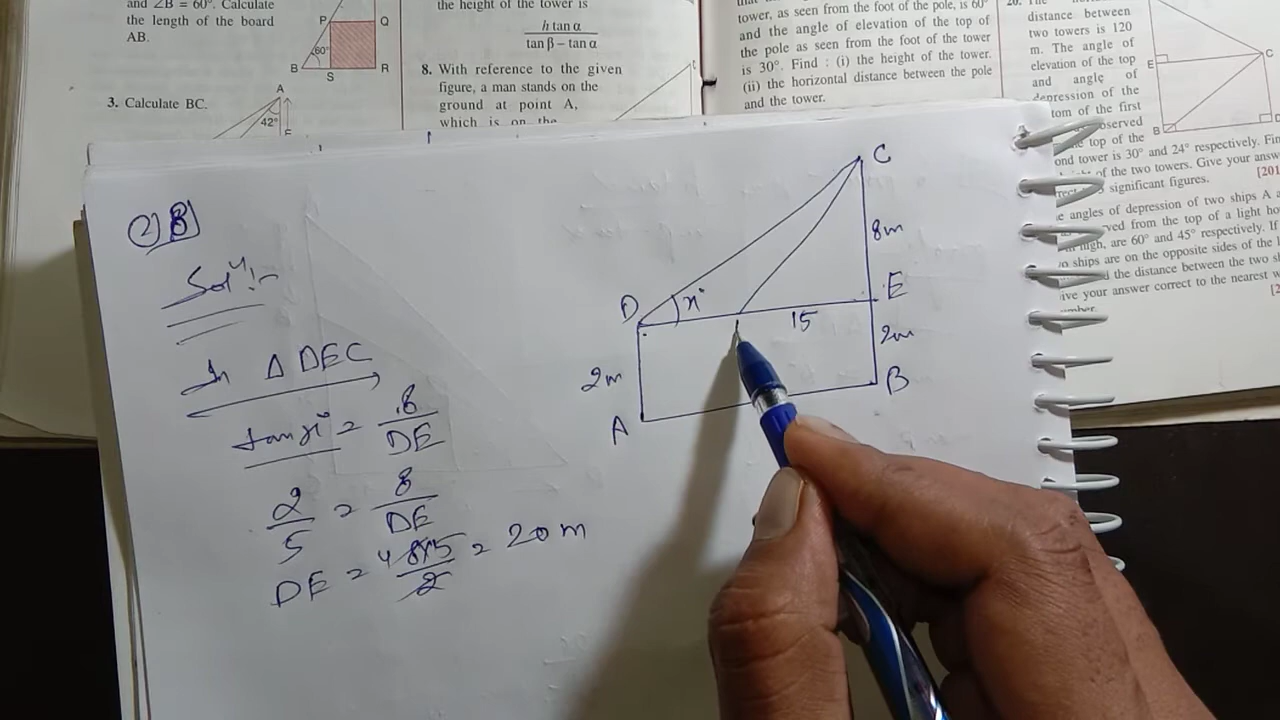 and ∠B = 60°. Calculate
the length of the board
AB.
P
Q
60°
B
S
R
3. Calculate BC.
A
42°
the height of the tower is
h tan α
tan β – tan α
8. With reference to the given
figure, a man stands on the
ground at point A,
which is on the
tower, as seen from the foot of the pole, is 60°
and the angle of elevation of the top of
the pole as seen from the foot of the tower
is 30°. Find : (i) the height of the tower.
(ii) the horizontal distance between the pole
and the tower.
distance between
two towers is 120
m. The angle of
elevation of the top
and angle of
depression of the
tom of the first
observed
top of the
ond tower is 30° and 24° respectively.
of the two towers. Give your
significant figures.
E
C
B
angles of depression of two ships A
from the top of a light
high, are 60° and 45° respectively. If
ships are on the opposite sides of the
the distance between the two
ive your answer correct to the nearest
mber.
8
Solⁿ:-
In Δ DEC
tan x° = 8/DE
2/5 = 8/DE
DE = 4 8×5/2 = 20 m
C
8m
D
x°
E
15
2m
2m
B
A